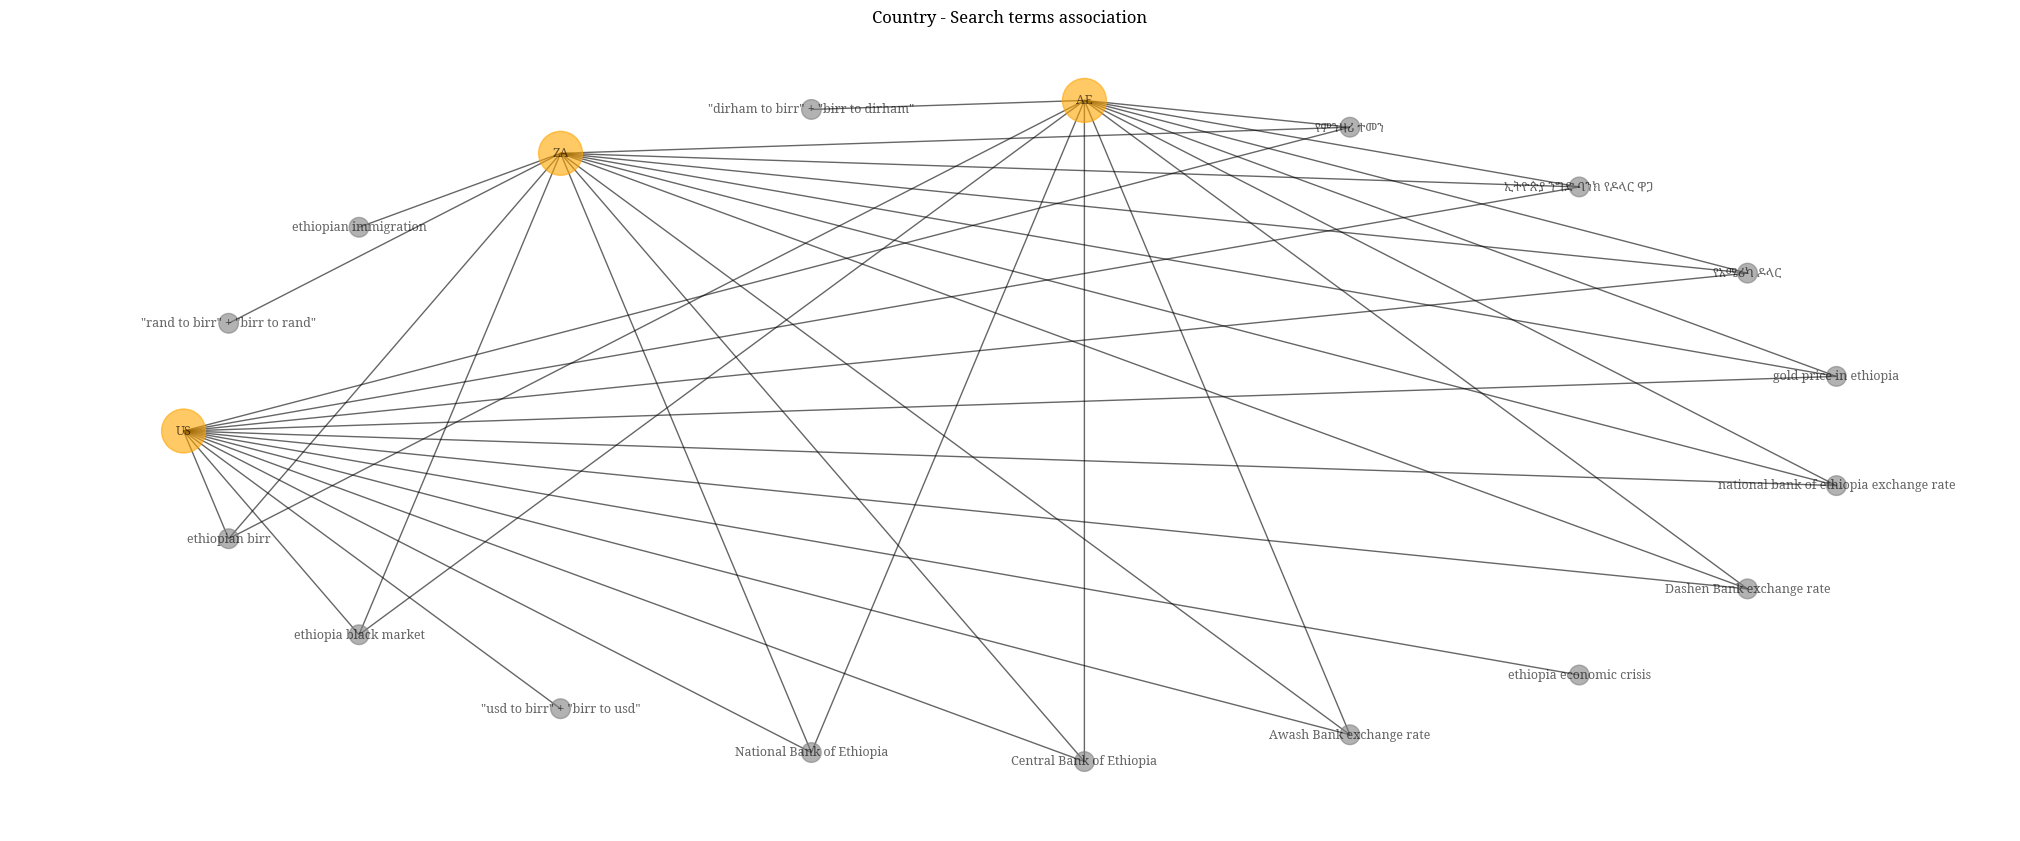 Country - Search terms association
AE
"dirham to birr" + "birr to dirham"
የምንዛሪ ተመን
ZA
ኢትዮጵያ ንግድ ባንክ የዶላር ዋጋ
ethiopian immigration
የአሜሪካ ዶላር
"rand to birr" + "birr to rand"
gold price in ethiopia
US
national bank of ethiopia exchange rate
ethiopian birr
Dashen Bank exchange rate
ethiopia black market
ethiopia economic crisis
"usd to birr" + "birr to usd"
Awash Bank exchange rate
National Bank of Ethiopia
Central Bank of Ethiopia